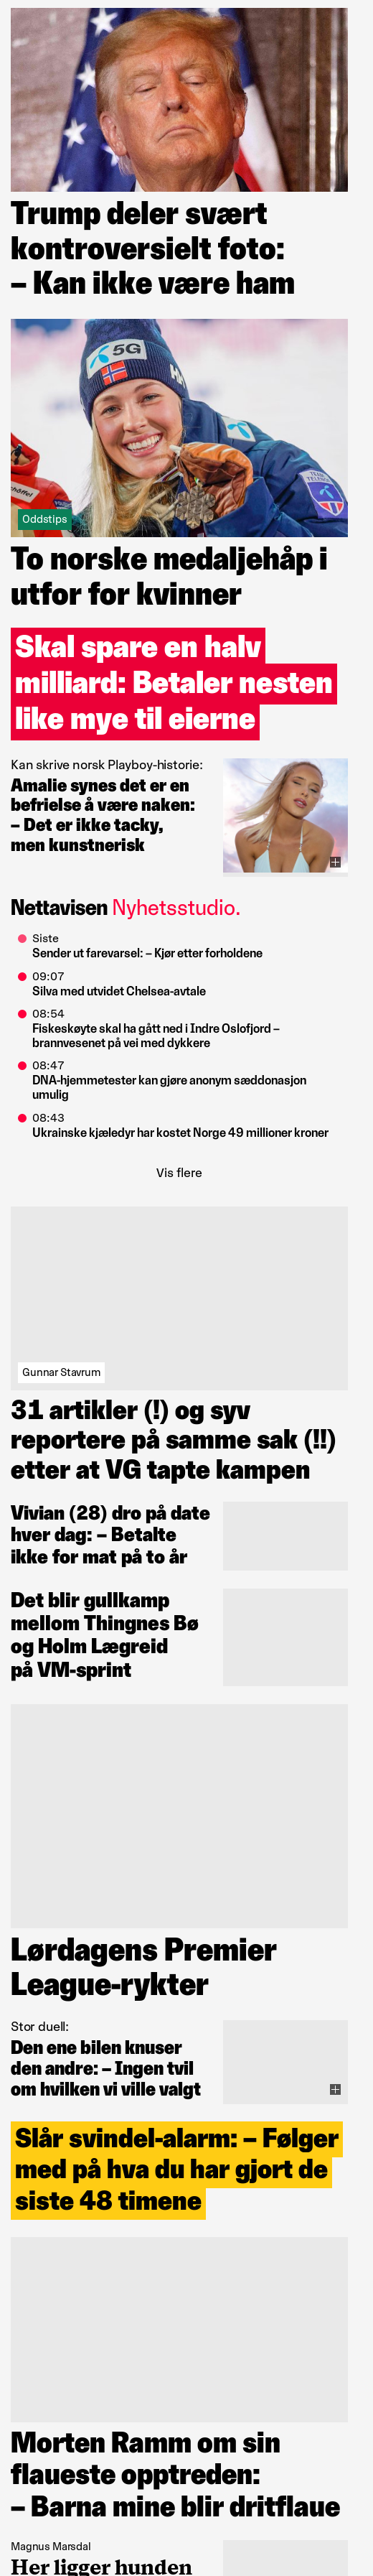 Trump deler svært
kontroversielt foto:
– Kan ikke være ham
5G
Oddstips
To norske medaljehåp i
utfor for kvinner
Skal spare en halv
milliard: Betaler nesten
like mye til eierne
Kan skrive norsk Playboy-historie:
Amalie synes det er en
befrielse å være naken:
– Det er ikke tacky,
men kunstnerisk
Nettavisen Nyhetsstudio.
Siste
Sender ut farevarsel: – Kjør etter forholdene
09:07
Silva med utvidet Chelsea-avtale
08:54
Fiskeskøyte skal ha gått ned i Indre Oslofjord –
brannvesenet på vei med dykkere
08:47
DNA-hjemmetester kan gjøre anonym sæddonasjon
umulig
08:43
Ukrainske kjæledyr har kostet Norge 49 millioner kroner
Vis flere
Gunnar Stavrum
31 artikler (!) og syv
reportere på samme sak (!!)
etter at VG tapte kampen
Vivian (28) dro på date
hver dag: – Betalte
ikke for mat på to år
Det blir gullkamp
mellom Thingnes Bø
og Holm Lægreid
på VM-sprint
Lørdagens Premier
League-rykter
Stor duell:
Den ene bilen knuser
den andre: – Ingen tvil
om hvilken vi ville valgt
Slår svindel-alarm: – Følger
med på hva du har gjort de
siste 48 timene
Morten Ramm om sin
flaueste opptreden:
– Barna mine blir dritflaue
Magnus Marsdal
Her ligger hunden